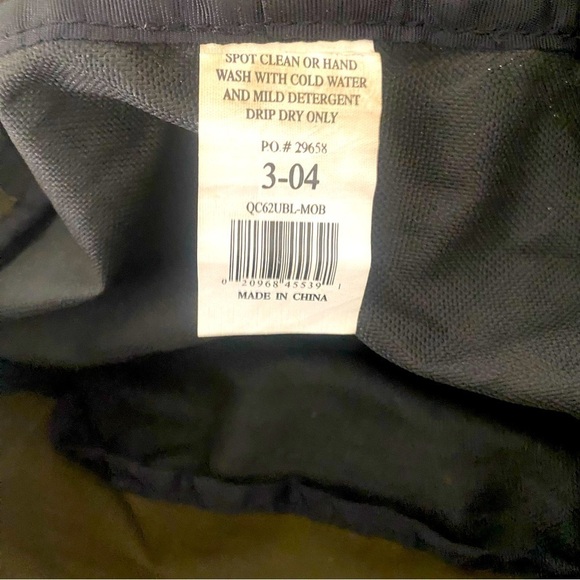 SPOT CLEAN OR HAND
WASH WITH COLD WATER
AND MILD DETERGENT
DRIP DRY ONLY
PO.# 29658
3-04
QC62UBL-MOB
0 20968 45539 1
MADE IN CHINA